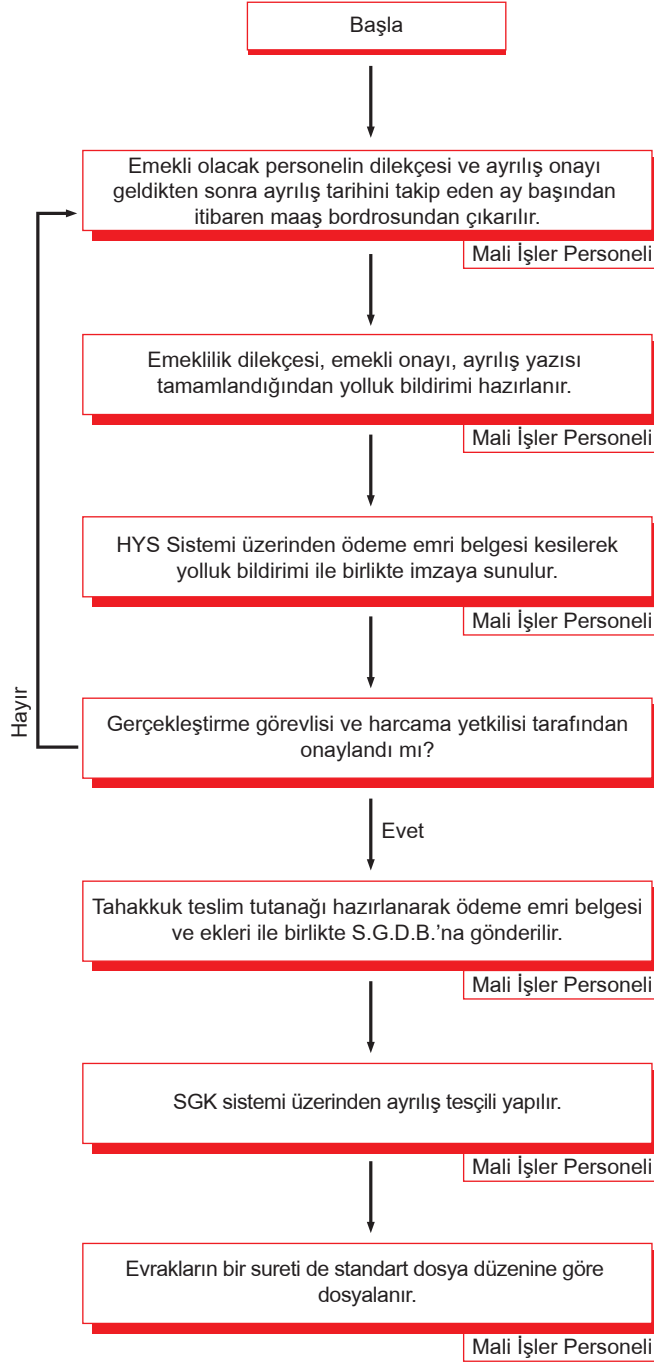 Başla
Emekli olacak personelin dilekçesi ve ayrılış onayı
geldikten sonra ayrılış tarihini takip eden ay başından
itibaren maaş bordrosundan çıkarılır.
Mali İşler Personeli
Emeklilik dilekçesi, emekli onayı, ayrılış yazısı
tamamlandığından yolluk bildirimi hazırlanır.
Mali İşler Personeli
HYS Sistemi üzerinden ödeme emri belgesi kesilerek
yolluk bildirimi ile birlikte imzaya sunulur.
Mali İşler Personeli
Hayır
Gerçekleştirme görevlisi ve harcama yetkilisi tarafından
onaylandı mı?
Evet
Tahakkuk teslim tutanağı hazırlanarak ödeme emri belgesi
ve ekleri ile birlikte S.G.D.B.’na gönderilir.
Mali İşler Personeli
SGK sistemi üzerinden ayrılış tesçili yapılır.
Mali İşler Personeli
Evrakların bir sureti de standart dosya düzenine göre
dosyalanır.
Mali İşler Personeli